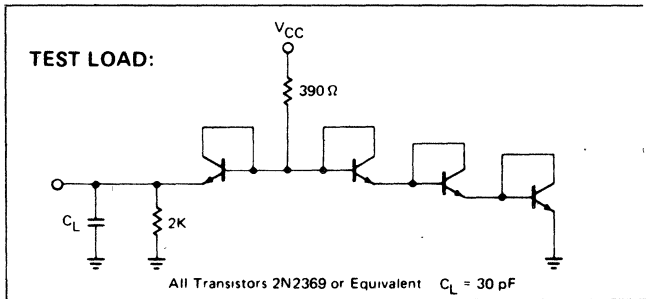 VCC
TEST LOAD:
390 Ω
CL
2K
All Transistors 2N2369 or Equivalent CL = 30 pF